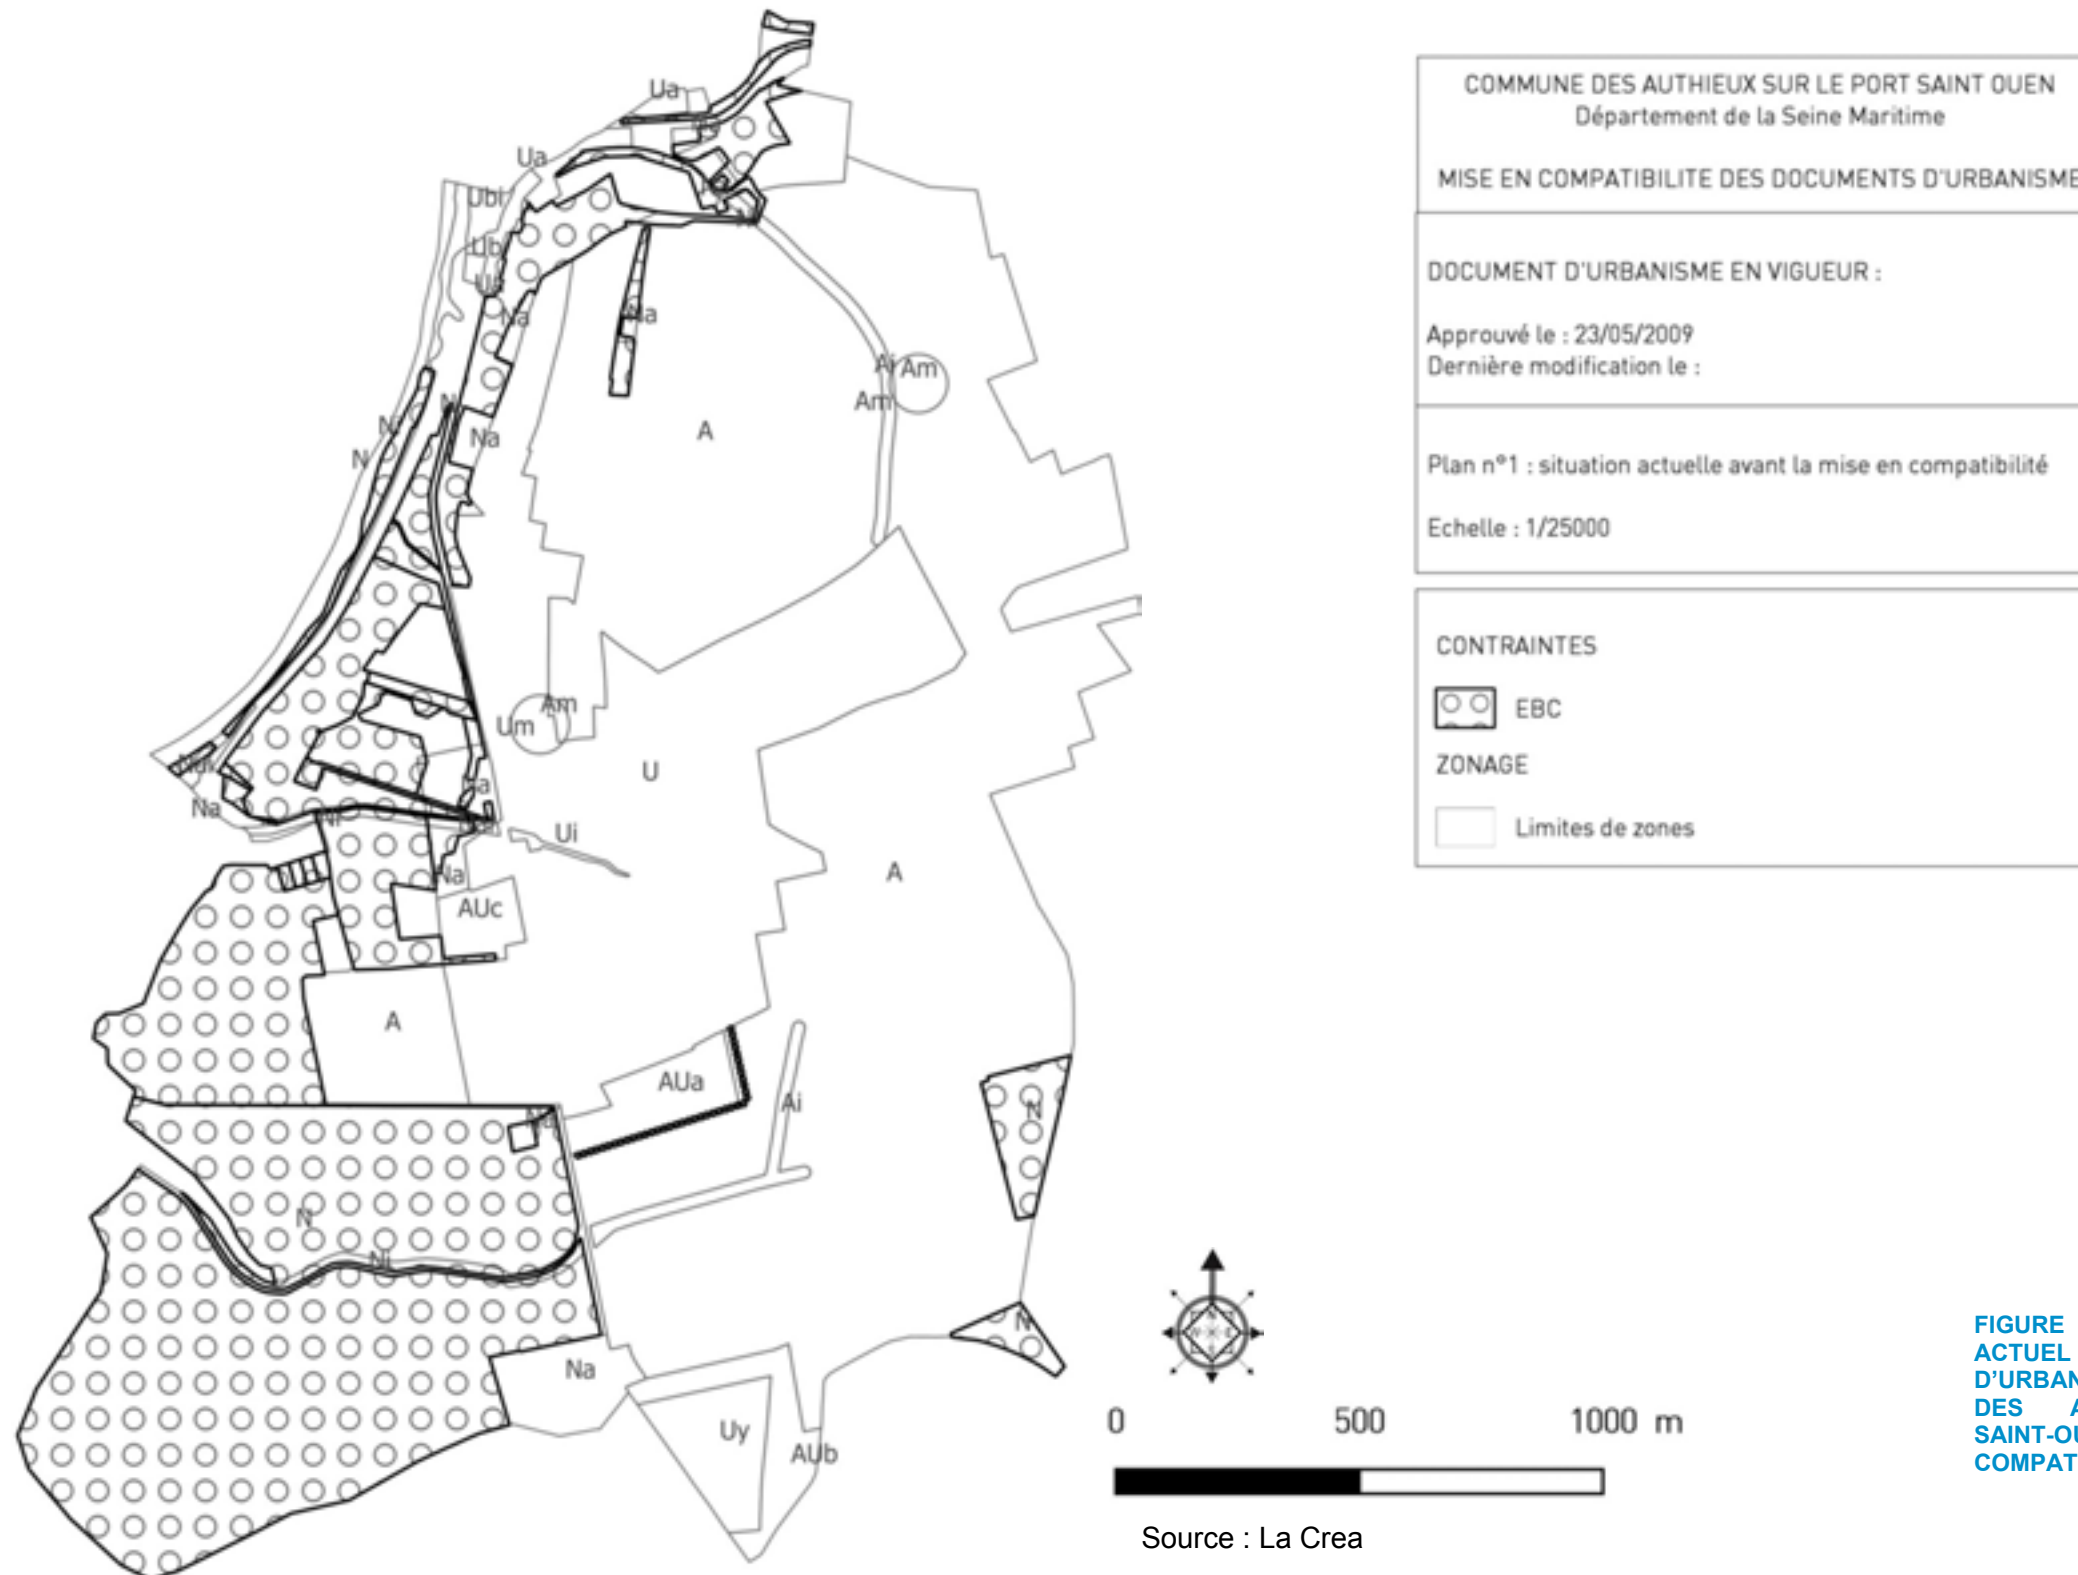 COMMUNE DES AUTHIEUX SUR LE PORT SAINT OUEN
Département de la Seine Maritime
MISE EN COMPATIBILITE DES DOCUMENTS D'URBANISME
DOCUMENT D'URBANISME EN VIGUEUR :
Approuvé le : 23/05/2009
Dernière modification le :
Plan n°1 : situation actuelle avant la mise en compatibilité
Echelle : 1/25000
CONTRAINTES
EBC
ZONAGE
Limites de zones
Ua
Ua
Ubi
Ub
Na
Na
Ai
Am
Am
A
N
Na
N
Am
Um
U
Na
Ui
Na
A
AUc
A
AUa
Ai
N
N
Ni
N
Na
Uy
AUb
0 500 1000 m
Source : La Crea
FIGURE
ACTUEL
D'URBAN
DES A
SAINT-OU
COMPAT